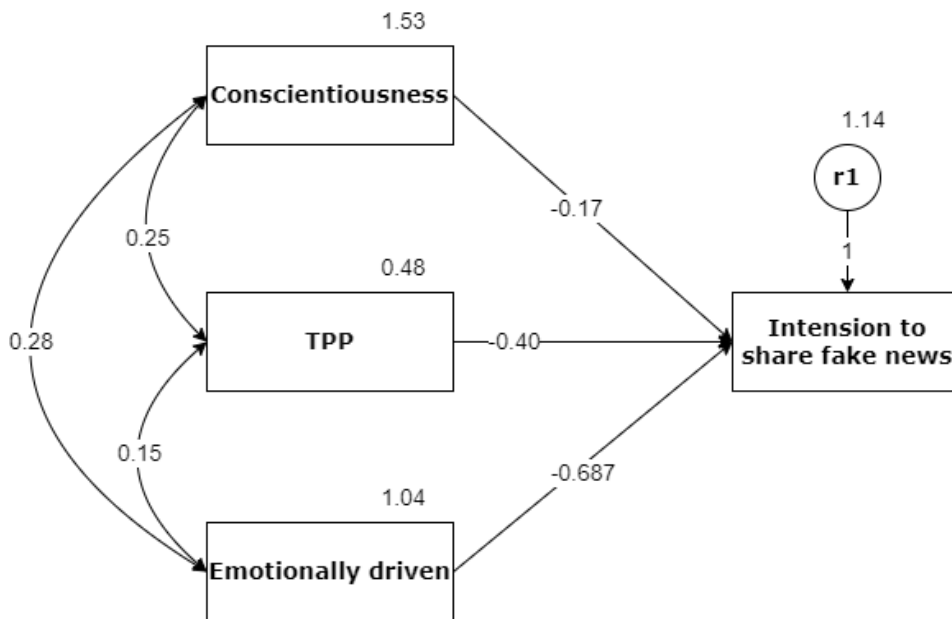 1.53
Conscientiousness
1.14
r1
-0.17
0.25
1
0.48
TPP
-0.40
Intension to
share fake news
0.28
0.15
-0.687
1.04
Emotionally driven